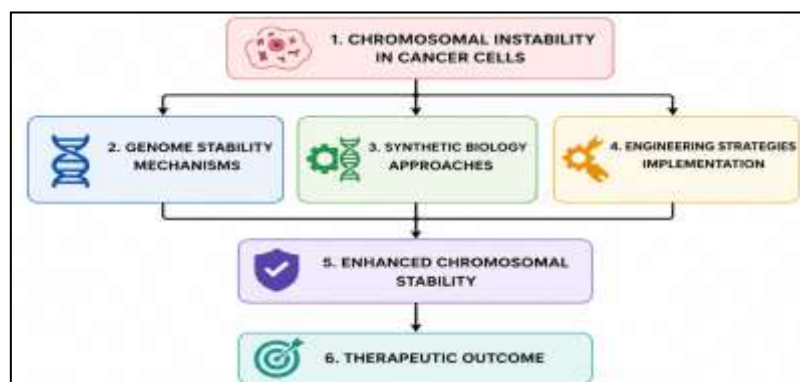 1. CHROMOSOMAL INSTABILITY
IN CANCER CELLS
2. GENOME STABILITY
MECHANISMS
3. SYNTHETIC BIOLOGY
APPROACHES
4. ENGINEERING STRATEGIES
IMPLEMENTATION
5. ENHANCED CHROMOSOMAL
STABILITY
6. THERAPEUTIC OUTCOME